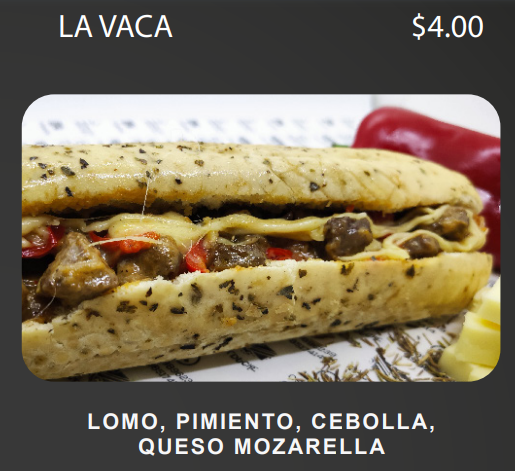 LA VACA $4.00
LOMO, PIMIENTO, CEBOLLA,
QUESO MOZARELLA